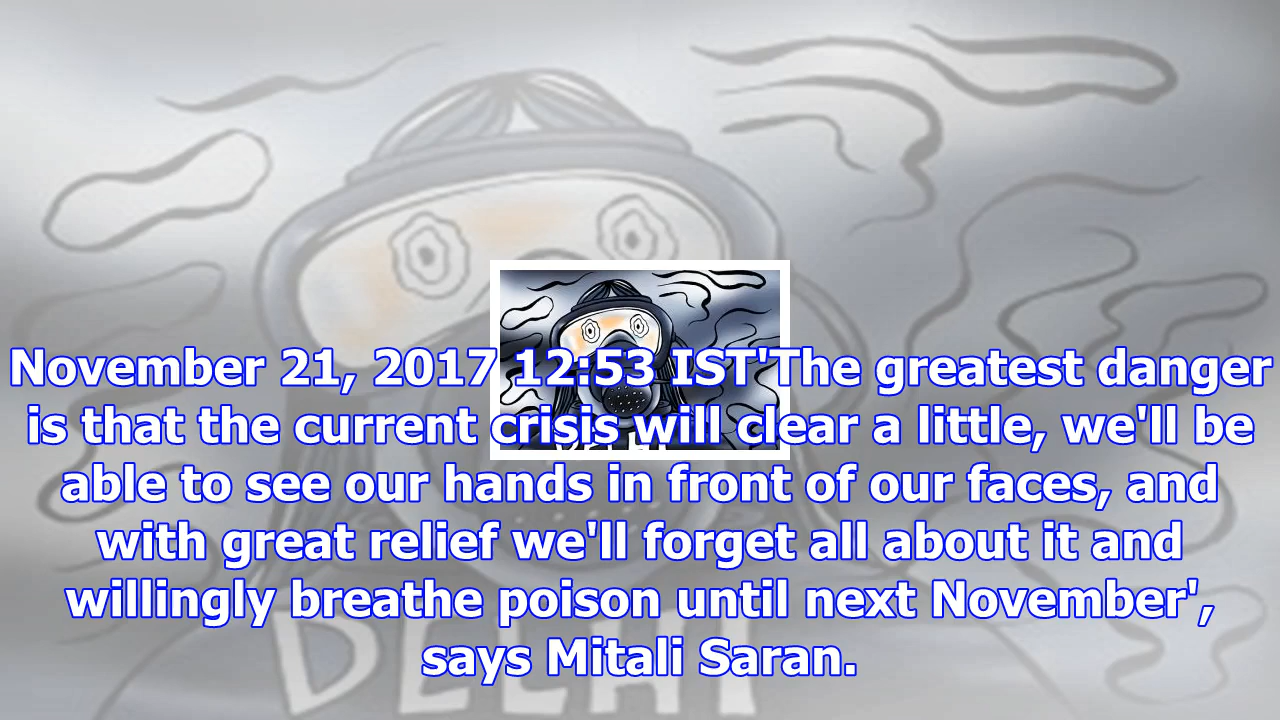 November 21, 2017 12:53 IST'The greatest danger
is that the current crisis will clear a little, we'll be
able to see our hands in front of our faces, and
with great relief we'll forget all about it and
willingly breathe poison until next November',
says Mitali Saran.
DELHI